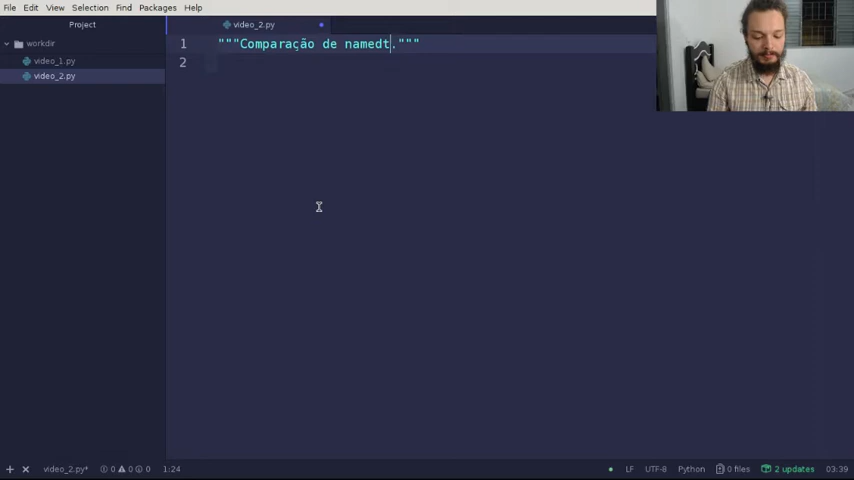 File Edit View Selection Find Packages Help
Project
video_2.py
workdir
video_1.py
video_2.py
1 """Comparação de namedt."""
2
video_2.py* 0 0 0 1:24 LF UTF-8 Python 0 files 2 updates 03:39